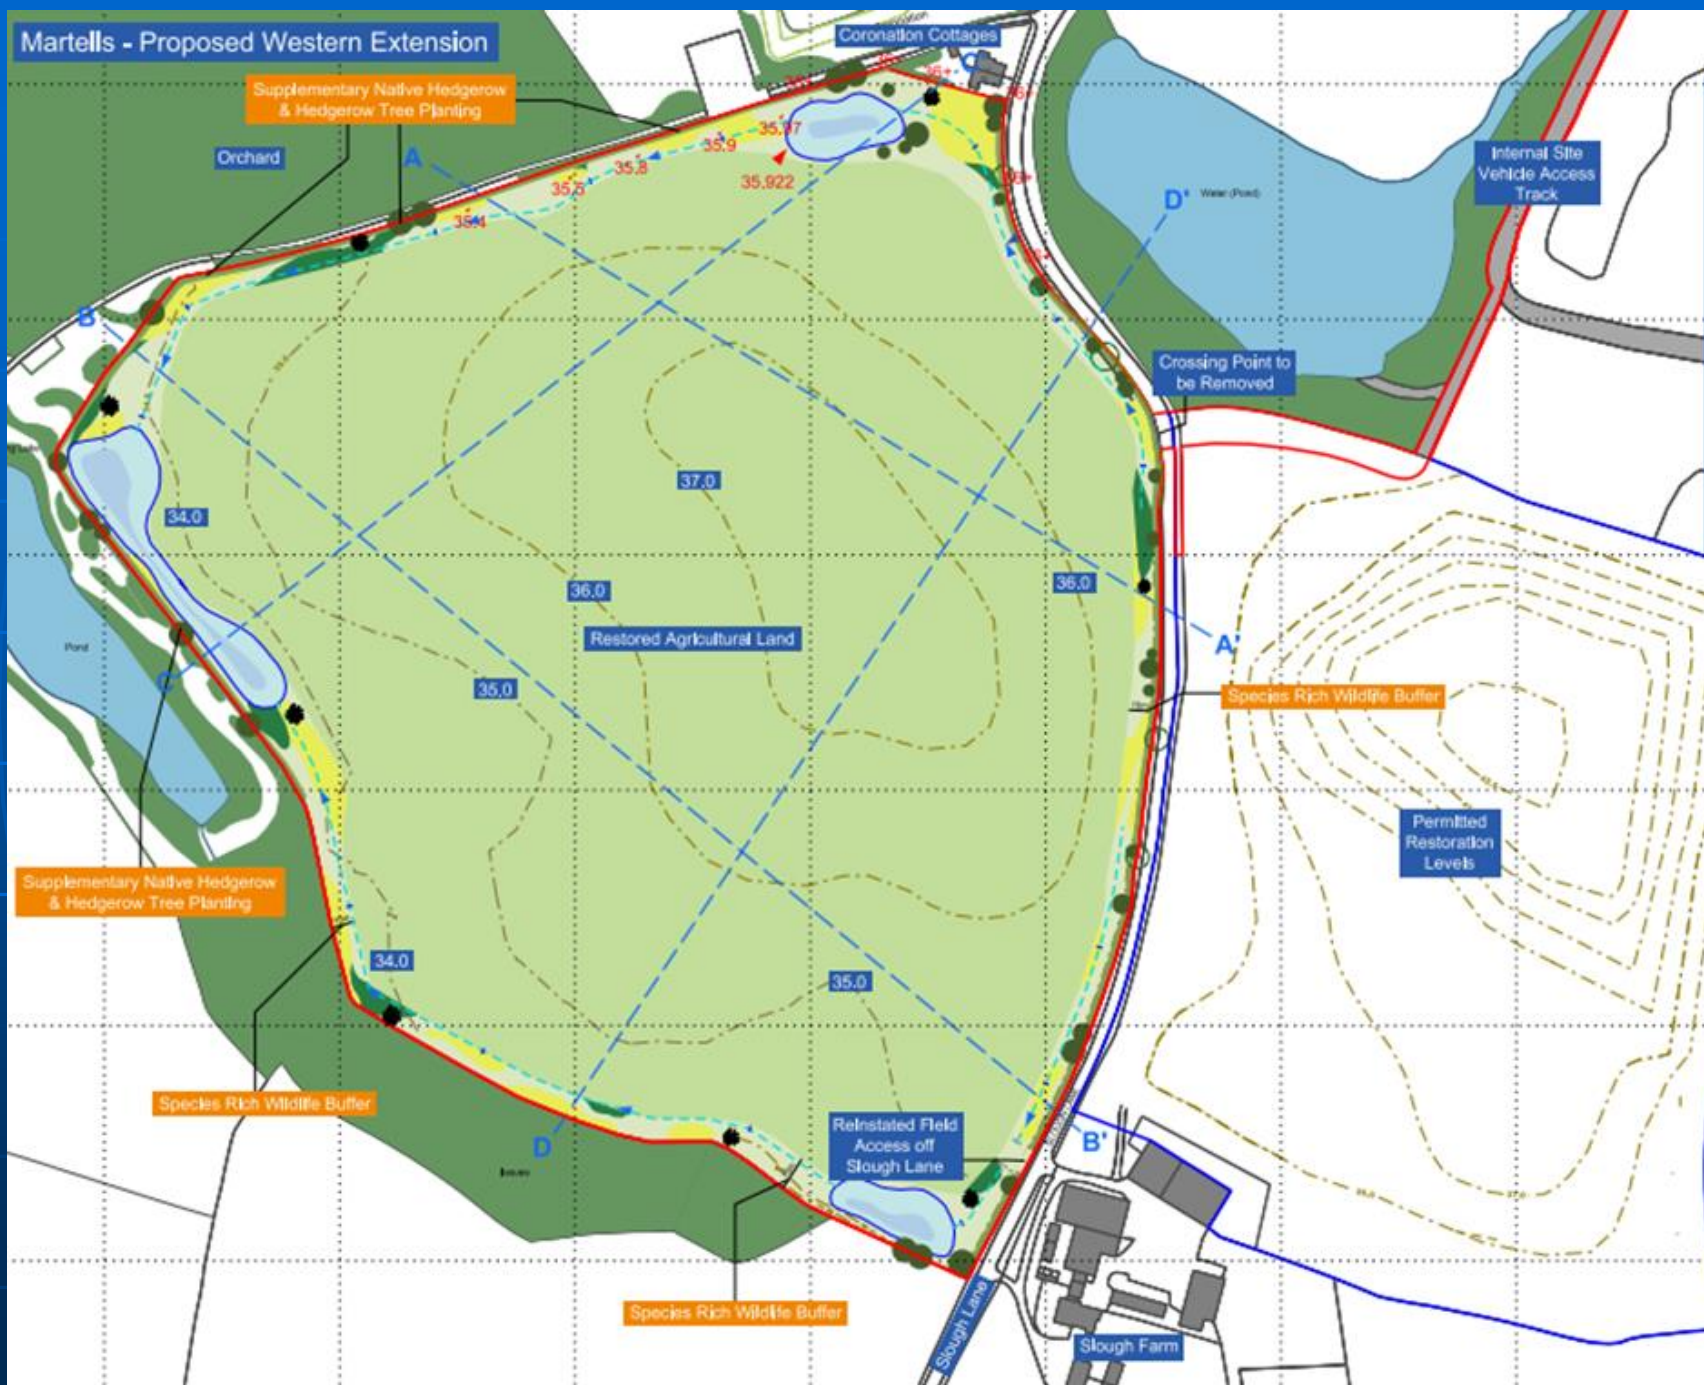 Martells - Proposed Western Extension
Coronation Cottages
Supplementary Native Hedgerow
& Hedgerow Tree Planting
Orchard
A
C'
35.97
35.9
35.8
35.5
35.4
35.922
Internal Site
Vehicle Access
Track
Water (Pond)
D'
B
Crossing Point to
be Removed
37.0
34.0
36.0
36.0
Restored Agricultural Land
A'
Pond
C
35.0
Species Rich Wildlife Buffer
Permitted
Restoration
Levels
Supplementary Native Hedgerow
& Hedgerow Tree Planting
34.0
35.0
Species Rich Wildlife Buffer
Reinstated Field
Access off
Slough Lane
B'
D
Species Rich Wildlife Buffer
Slough Lane
Slough Farm